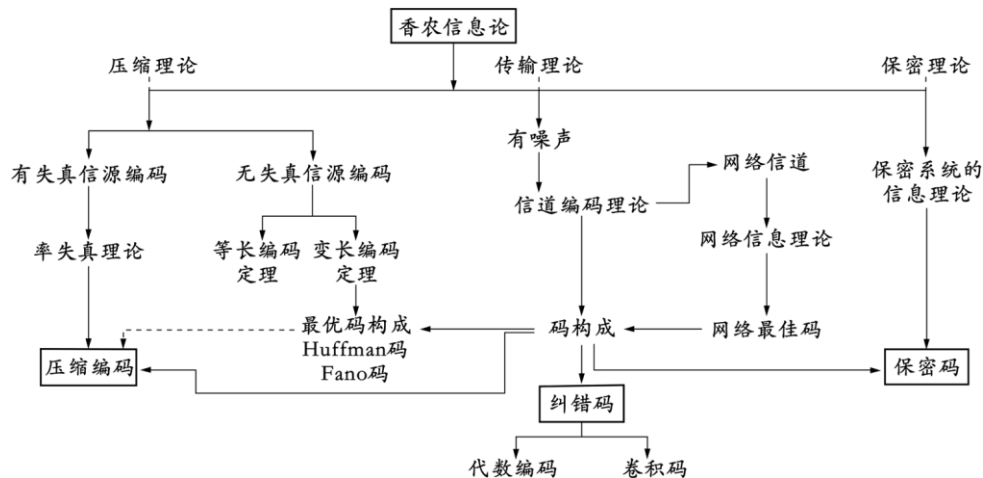 香农信息论
压缩理论
传输理论
保密理论
有噪声
有失真信源编码
无失真信源编码
信道编码理论
网络信道
保密系统的
信息理论
率失真理论
等长编码
定理
变长编码
定理
网络信息理论
最优码构成
Huffman码
Fano码
码构成
网络最佳码
压缩编码
保密码
纠错码
代数编码
卷积码